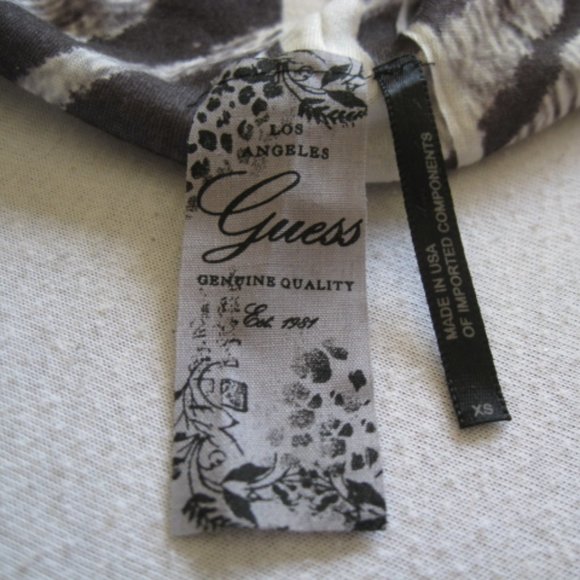 LOS
ANGELES
Guess
GENUINE QUALITY
Est. 1981
MADE IN USA
OF IMPORTED COMPONENTS
XS